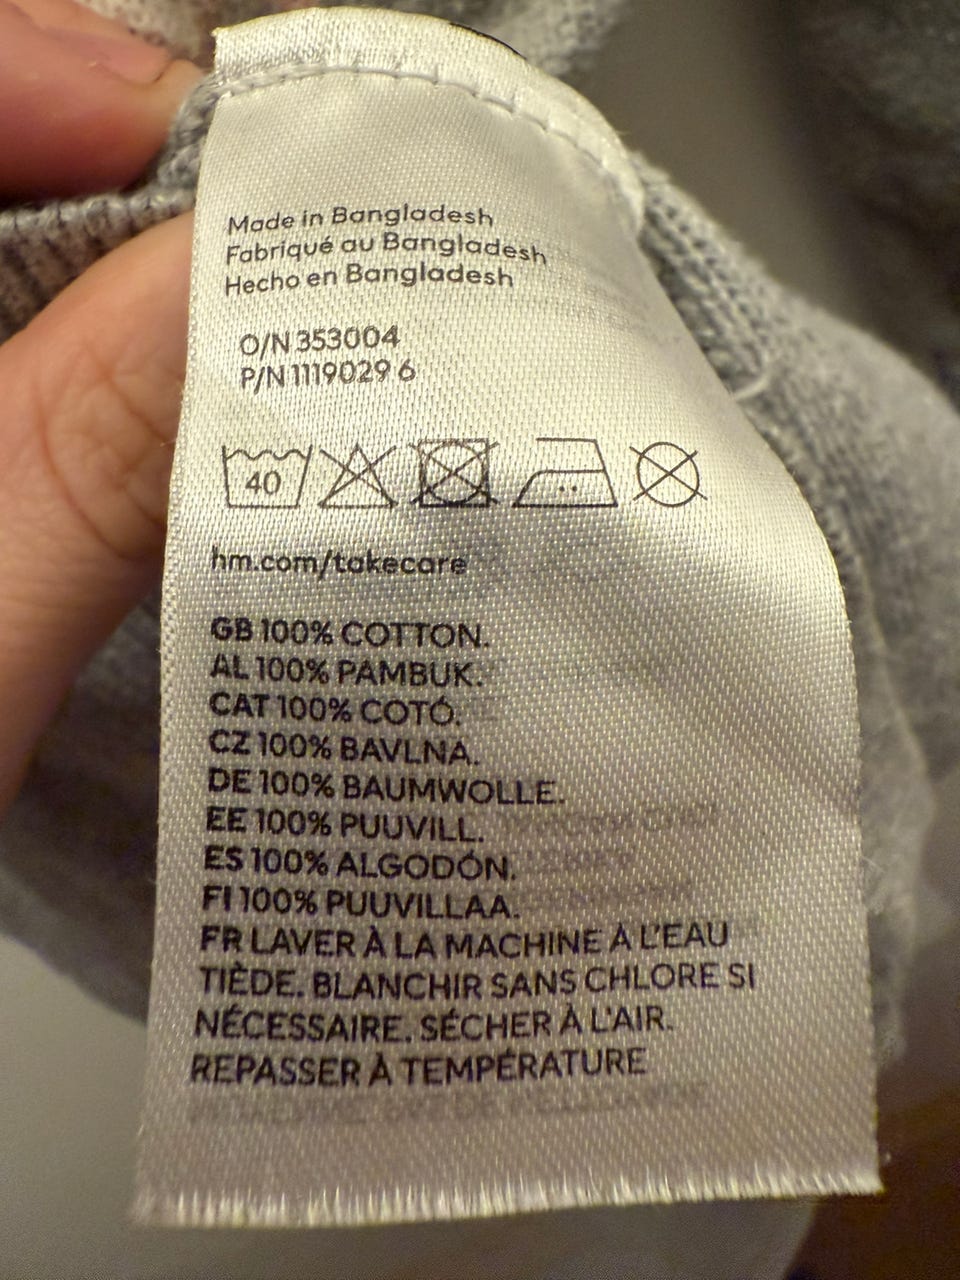 Made in Bangladesh
Fabriqué au Bangladesh
Hecho en Bangladesh
O/N 353004
P/N 1119029 6
40
hm.com/takecare
GB 100% COTTON.
AL 100% PAMBUK.
CAT 100% COTÓ.
CZ 100% BAVLNA.
DE 100% BAUMWOLLE.
EE 100% PUUVILL.
ES 100% ALGODÓN.
FI 100% PUUVILLAA.
FR LAVER À LA MACHINE À L'EAU
TIÈDE. BLANCHIR SANS CHLORE SI
NÉCESSAIRE. SÉCHER À L'AIR.
REPASSER À TEMPÉRATURE